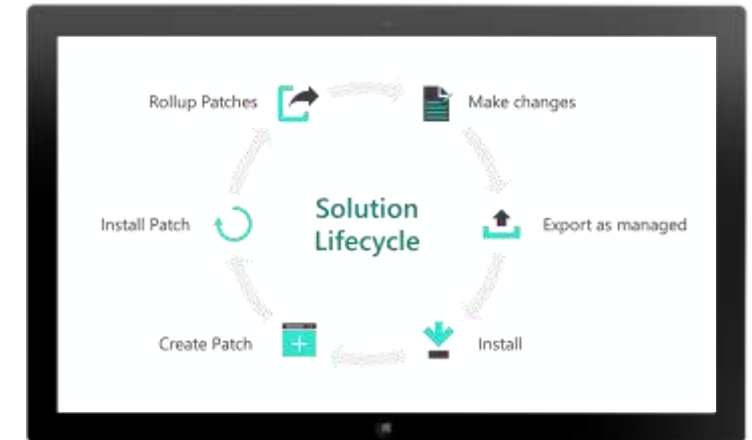 Rollup Patches
Make changes
Install Patch
Solution
Lifecycle
Export as managed
Create Patch
Install